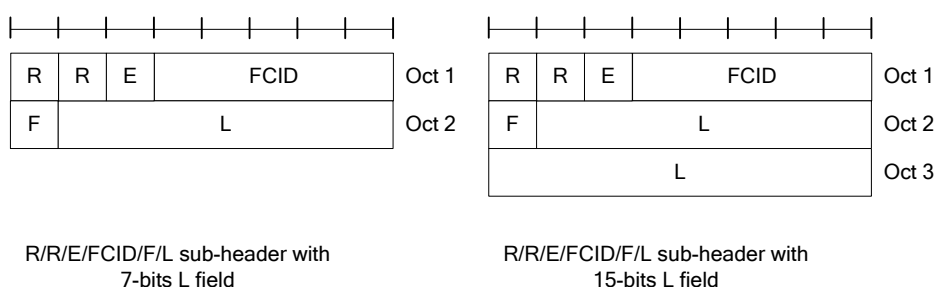 R R E FCID Oct 1
F L Oct 2
R/R/E/FCID/F/L sub-header with
7-bits L field
R R E FCID Oct 1
F L Oct 2
L Oct 3
R/R/E/FCID/F/L sub-header with
15-bits L field